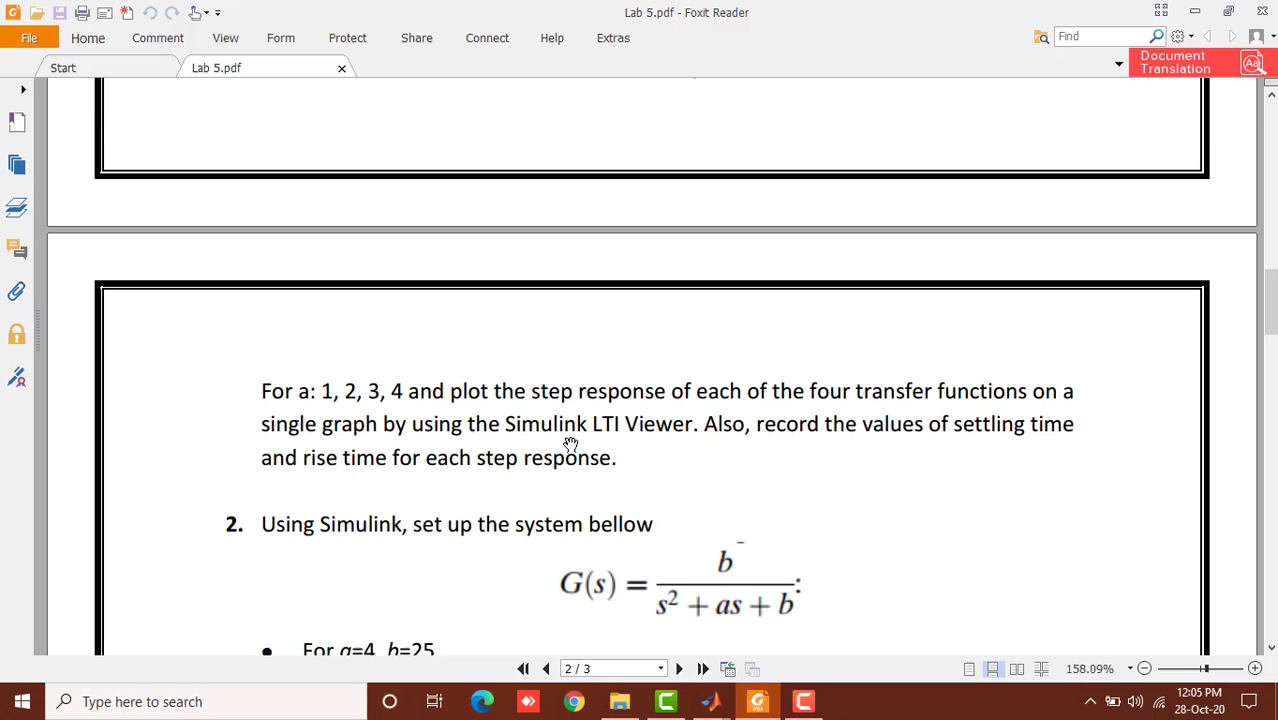 Lab 5.pdf - Foxit Reader
File Home Comment View Form Protect Share Connect Help Extras Find
Start Lab 5.pdf
Document
Translation
For a: 1, 2, 3, 4 and plot the step response of each of the four transfer functions on a
single graph by using the Simulink LTI Viewer. Also, record the values of settling time
and rise time for each step response.
2. Using Simulink, set up the system bellow
G(s) = b / (s² + as + b) :
• For a=4, b=25
2 / 3 158.09%
Type here to search
12:05 PM
28-Oct-20